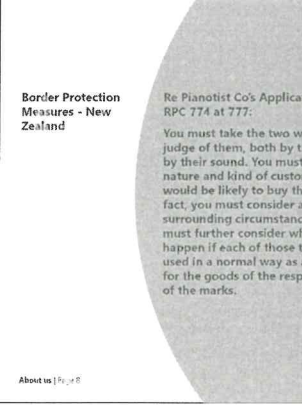 Border Protection
Measures - New
Zealand
Re Pianotist Co's Applica
RPC 774 at 777:
You must take the two w
judge of them, both by t
by their sound. You must
nature and kind of custo
would be likely to buy th
fact, you must consider a
surrounding circumstanc
must further consider wh
happen if each of those t
used in a normal way as
for the goods of the resp
of the marks.
About us | Page 8